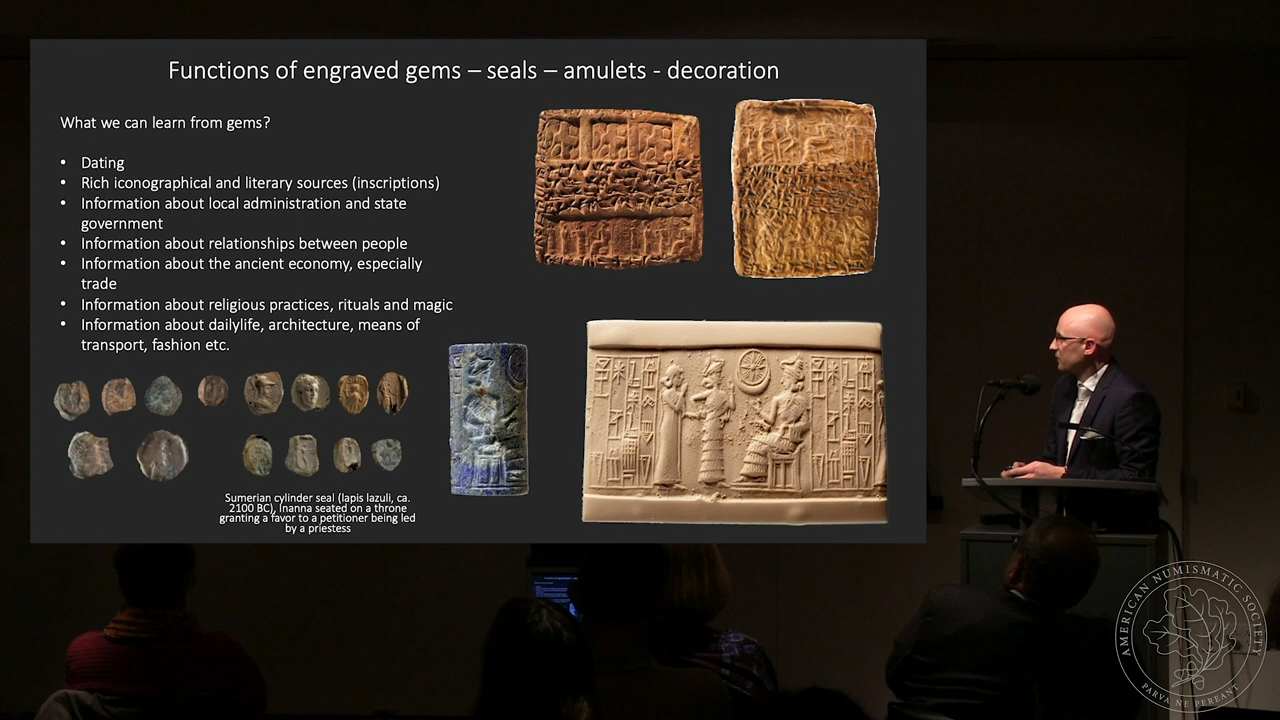 Functions of engraved gems – seals – amulets - decoration
What we can learn from gems?
• Dating
• Rich iconographical and literary sources (inscriptions)
• Information about local administration and state
government
• Information about relationships between people
• Information about the ancient economy, especially
trade
• Information about religious practices, rituals and magic
• Information about dailylife, architecture, means of
transport, fashion etc.
Sumerian cylinder seal (lapis lazuli, ca.
2100 BC), Inanna seated on a throne
granting a favor to a petitioner being led
by a priestess
AMERICAN NUMISMATIC SOCIETY
PARVA NE PEREANT